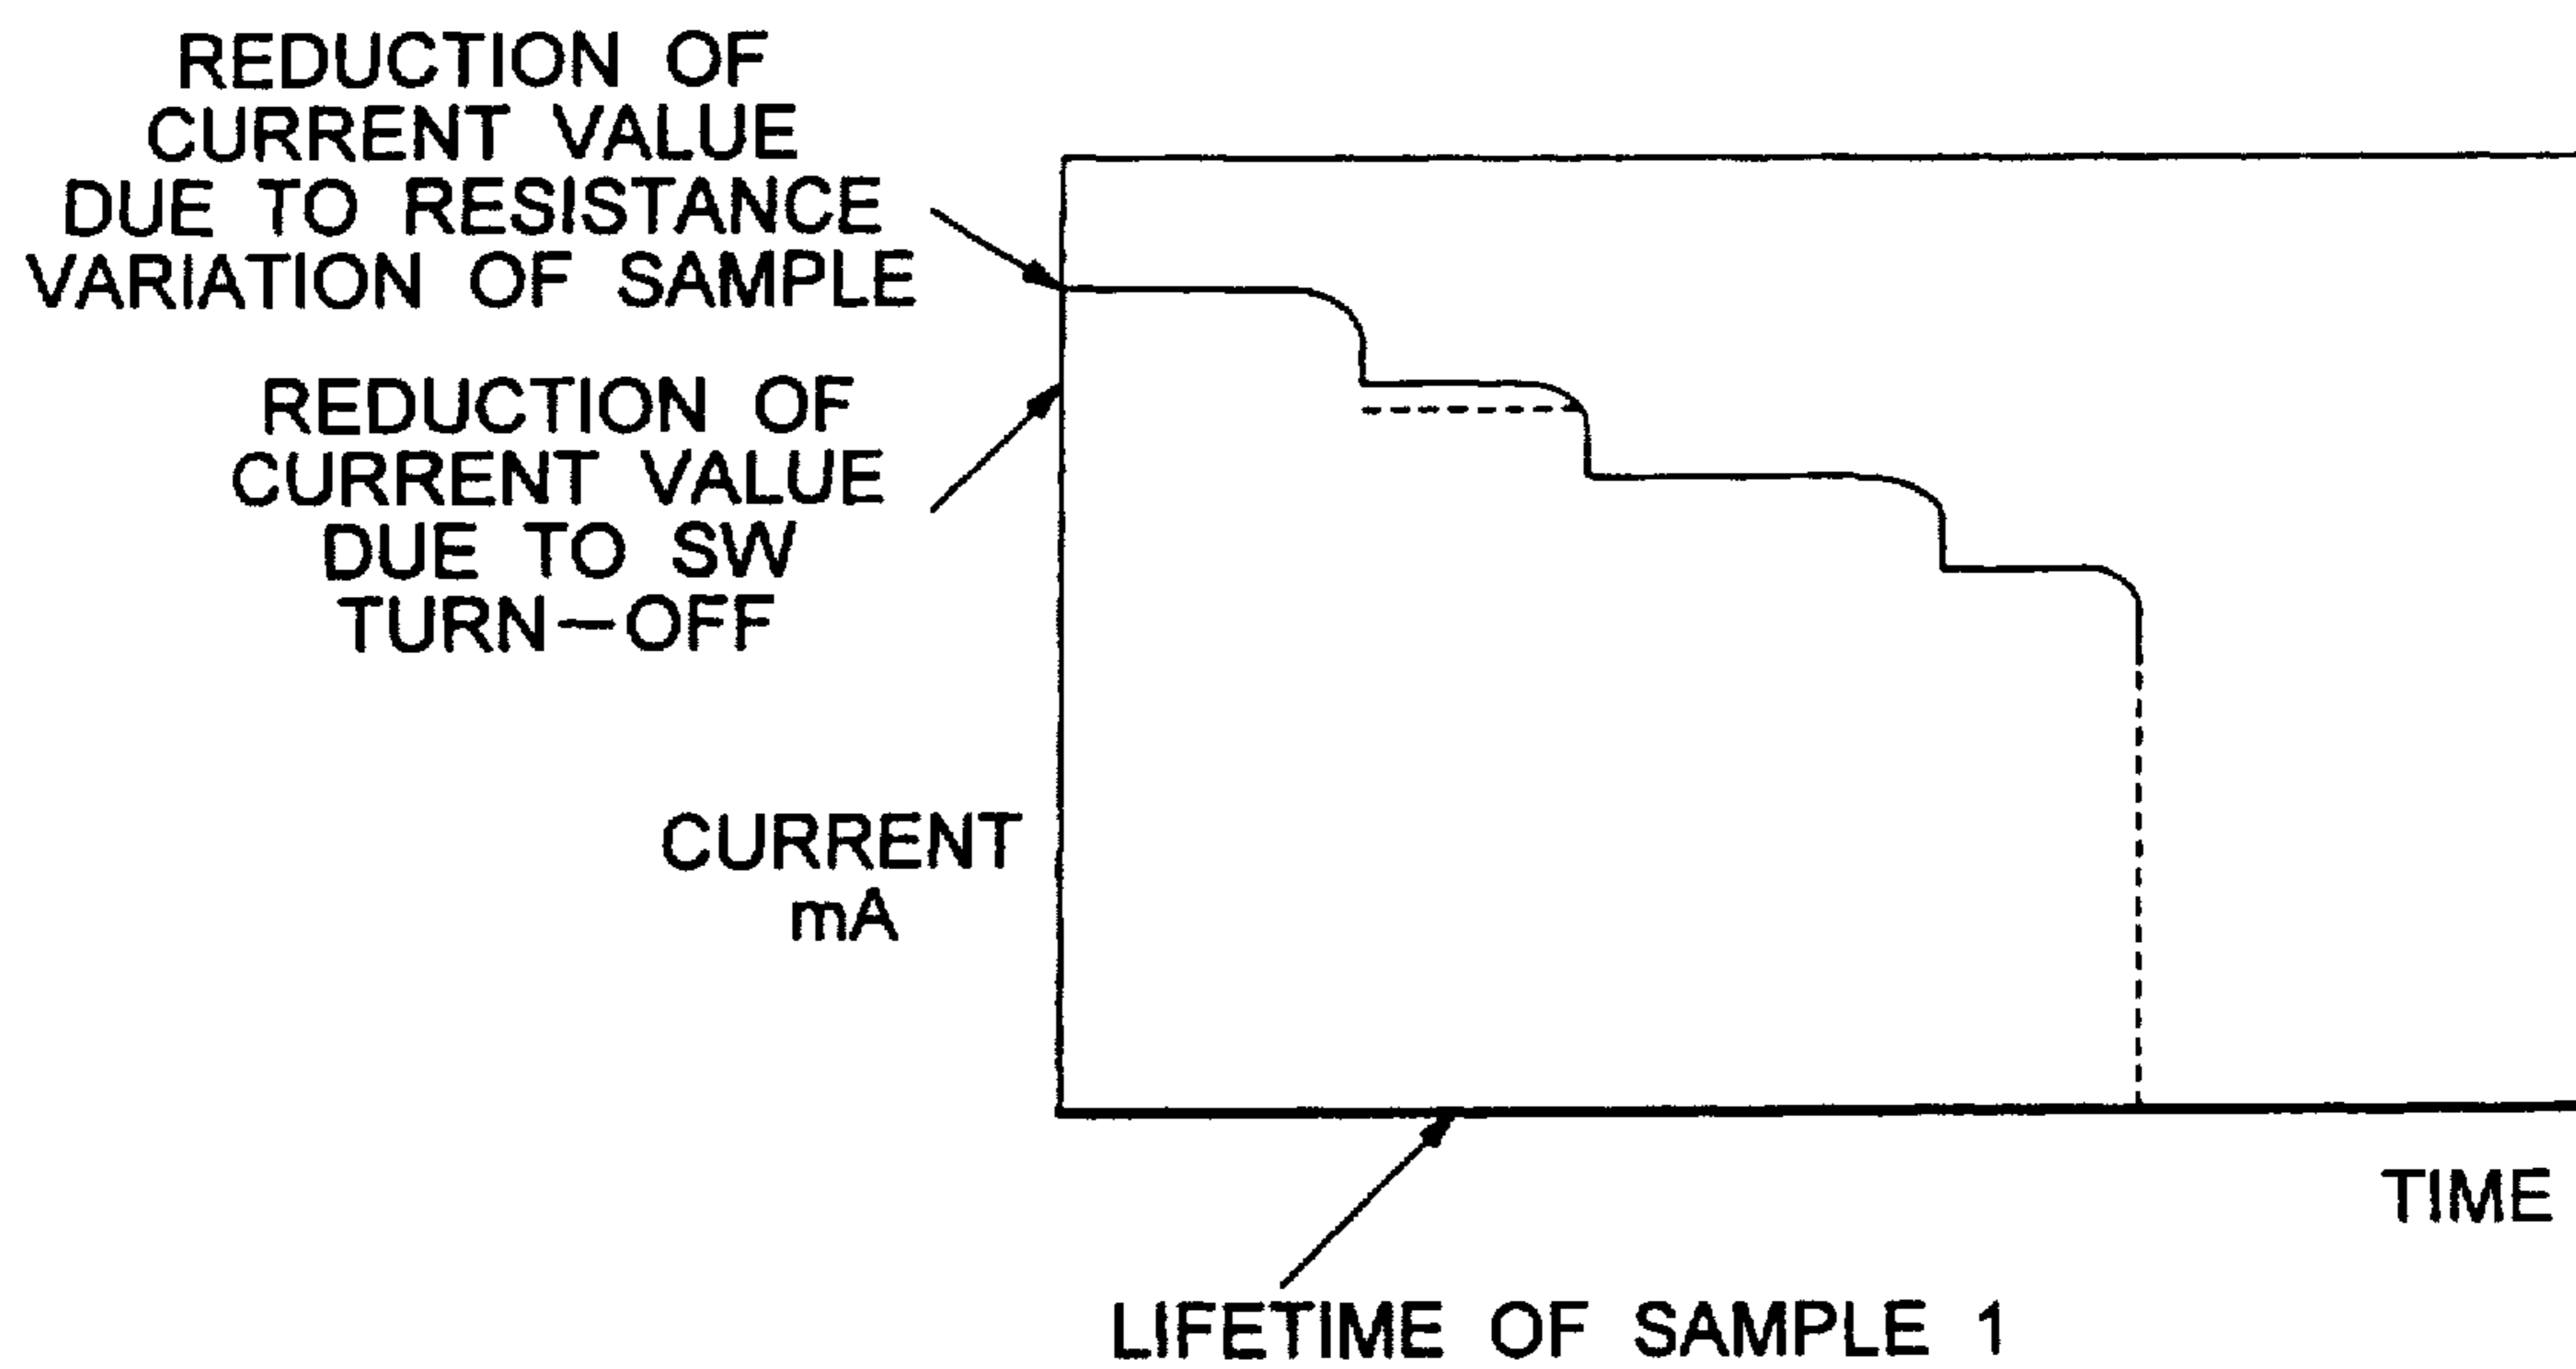 REDUCTION OF
CURRENT VALUE
DUE TO RESISTANCE
VARIATION OF SAMPLE
REDUCTION OF
CURRENT VALUE
DUE TO SW
TURN-OFF
CURRENT
mA
TIME
LIFETIME OF SAMPLE 1